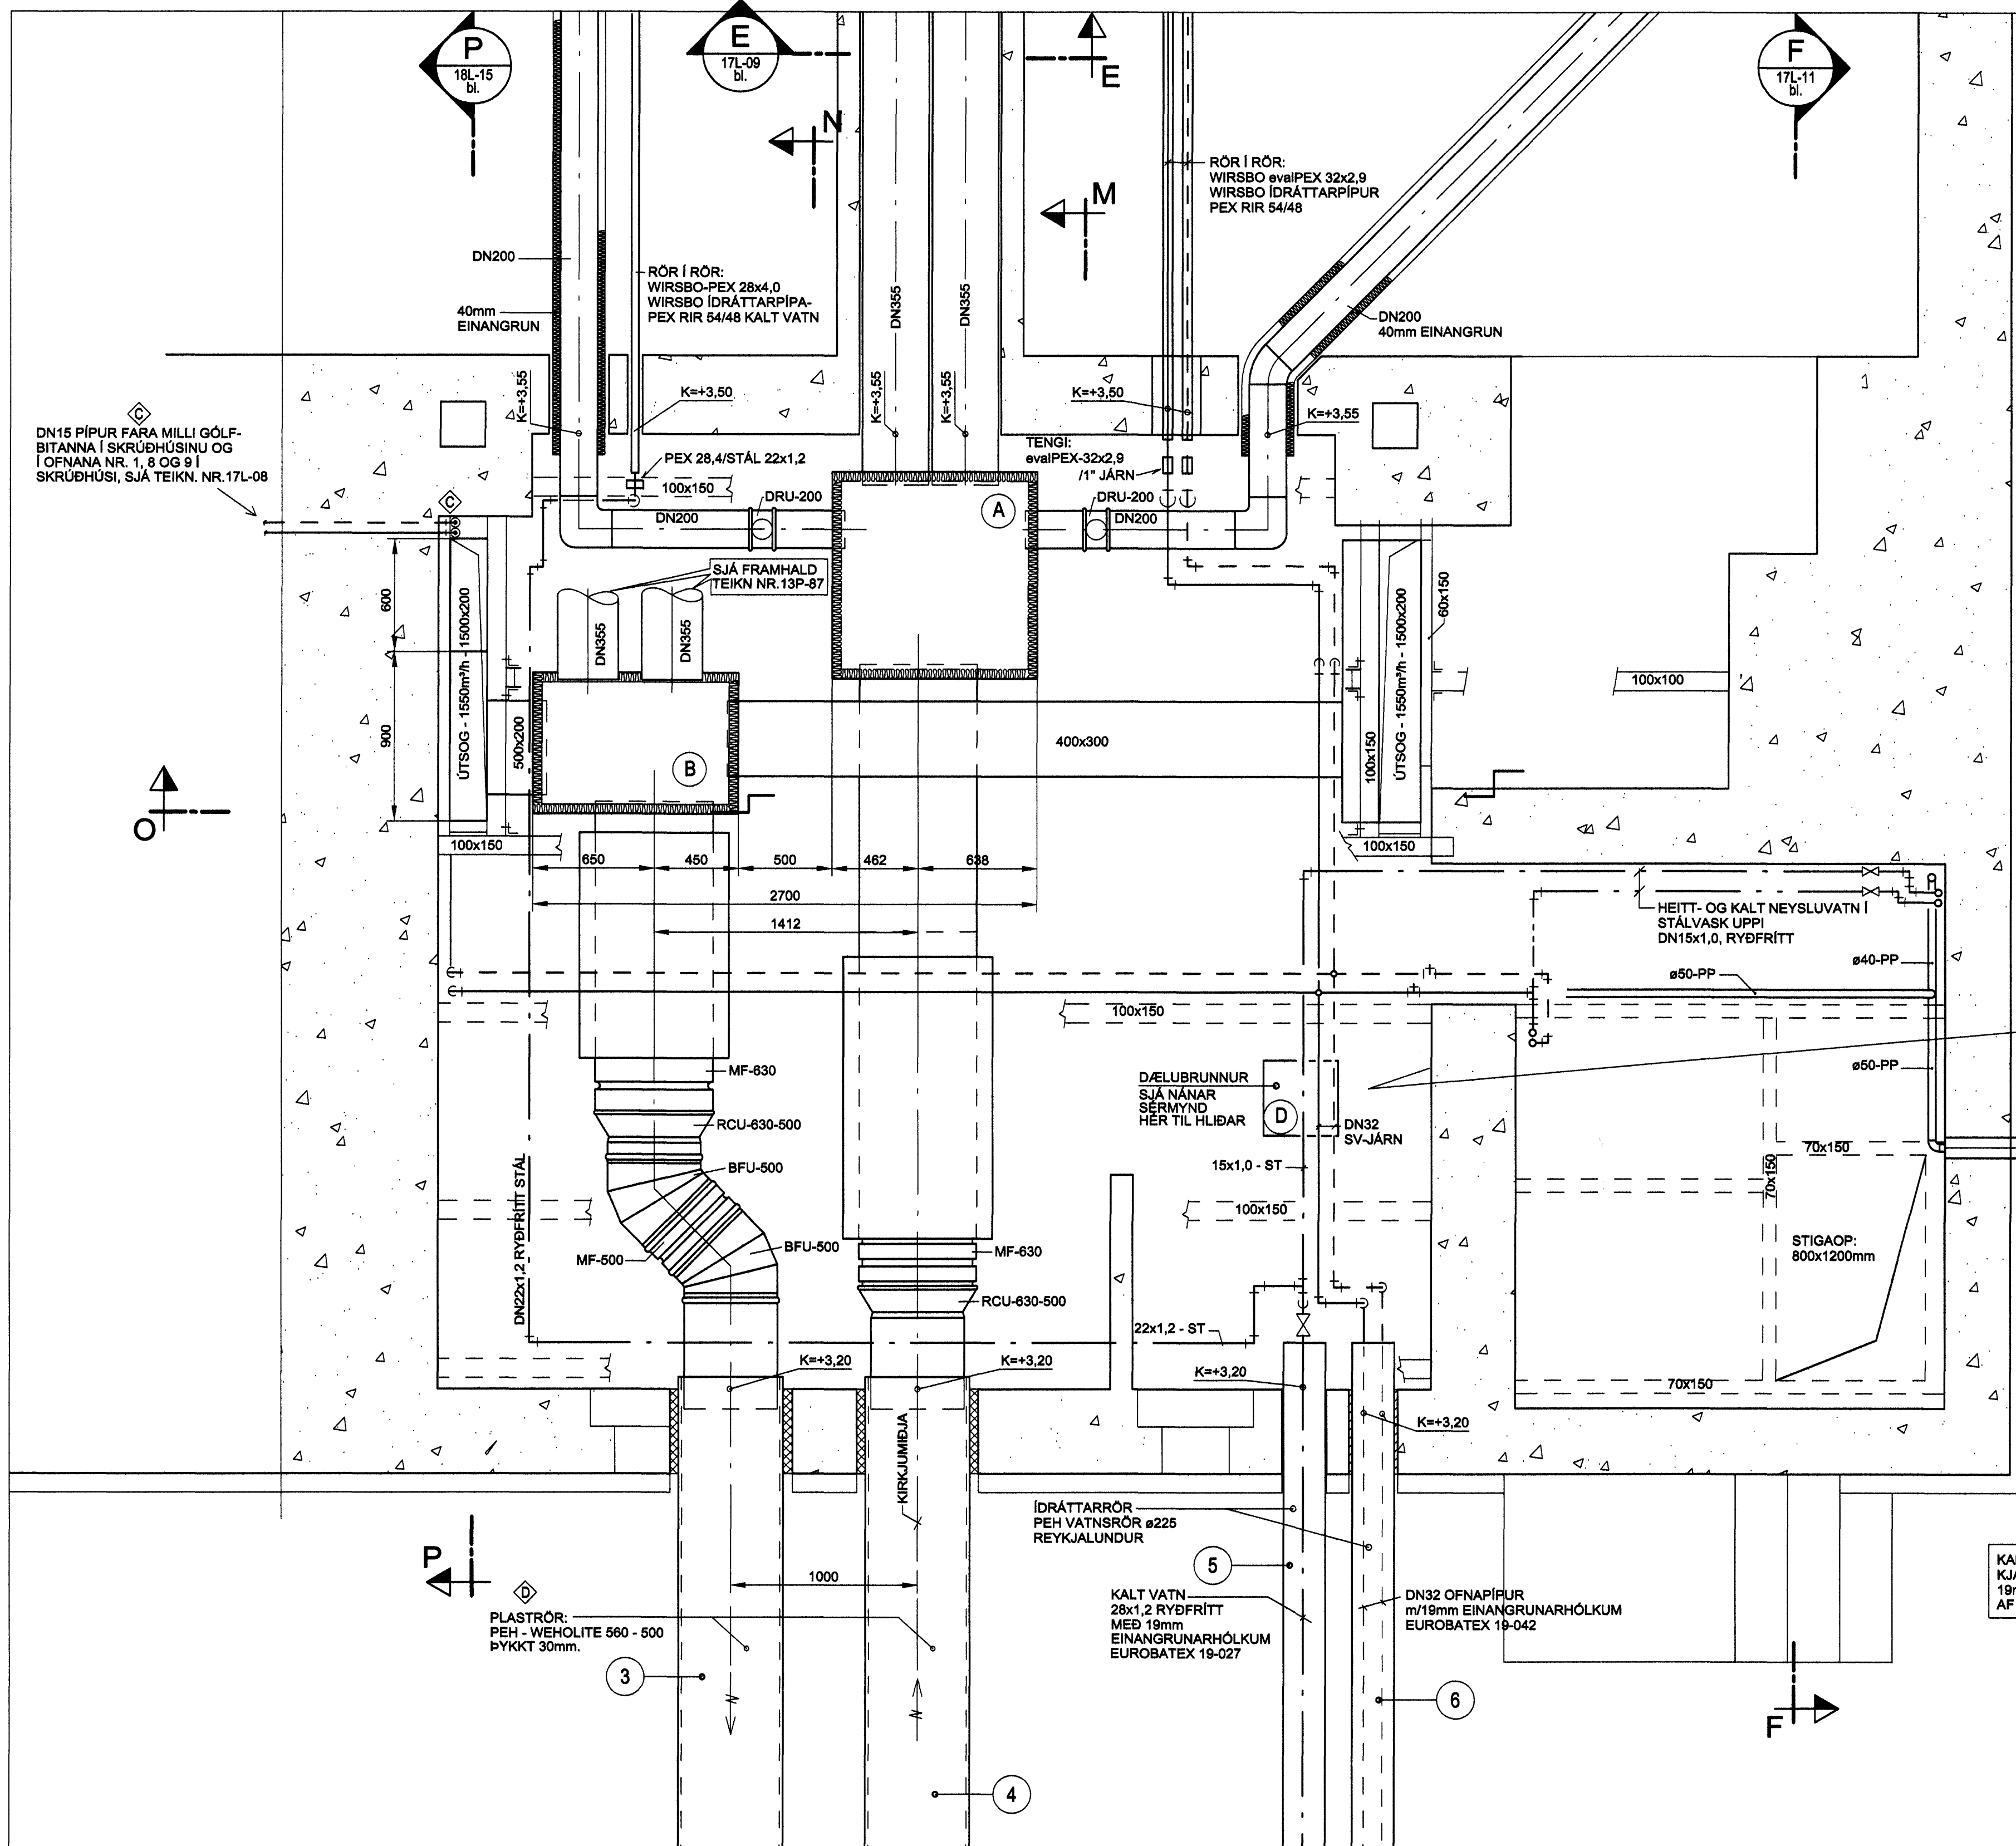 P
18L-15
bl.
E
17L-09
bl.
E
F
17L-11
bl.
N
M
RÖR Í RÖR:
WIRSBO evalPEX 32x2,9
WIRSBO ÍDRÁTTARPÍPUR
PEX RIR 54/48
DN200
RÖR Í RÖR:
WIRSBO-PEX 28x4,0
WIRSBO ÍDRÁTTARPÍPA-
PEX RIR 54/48 KALT VATN
40mm
EINANGRUN
DN355
DN355
DN200
40mm EINANGRUN
K=+3,55
K=+3,50
K=+3,55
K=+3,55
K=+3,50
K=+3,55
C
DN15 PÍPUR FARA MILLI GÓLF-
BITANNA Í SKRÚÐHÚSINU OG
Í OFNANA NR. 1, 8 OG 9 Í
SKRÚÐHÚSI, SJÁ TEIKN. NR.17L-08
TENGI:
evalPEX-32x2,9
/1" JÁRN
PEX 28,4/STÁL 22x1,2
100x150
C
DRU-200
DN200
A
DRU-200
DN200
SJÁ FRAMHALD
TEIKN NR.13P-87
600
900
ÚTSOG - 1550m³/h - 1500x200
500x200
DN355
DN355
B
400x300
100x150
ÚTSOG - 1550m³/h - 1500x200
60x150
100x100
O
100x150
100x150
650
450
500
462
638
2700
1412
HEITT- OG KALT NEYSLUVATN Í
STÁLVASK UPPI
DN15x1,0, RYÐFRÍTT
ø40-PP
ø50-PP
100x150
ø50-PP
MF-630
DÆLUBRUNNUR
SJÁ NÁNAR
SÉRMYND
HÉR TIL HLIÐAR
D
RCU-630-500
DN32
SV-JÁRN
BFU-500
15x1,0 - ST
70x150
70x150
DN22x1,2 RYÐFRÍTT STÁL
100x150
BFU-500
MF-500
MF-630
STIGAOP:
800x1200mm
RCU-630-500
22x1,2 - ST
K=+3,20
K=+3,20
K=+3,20
70x150
K=+3,20
KIRKJUMIÐJA
ÍDRÁTTARRÖR
PEH VATNSRÖR ø225
REYKJALUNDUR
P
D
1000
5
PLASTRÖR:
PEH - WEHOLITE 560 - 500
ÞYKKT 30mm.
KALT VATN
28x1,2 RYÐFRÍTT
MEÐ 19mm
EINANGRUNARHÓLKUM
EUROBATEX 19-027
DN32 OFNAPÍPUR
m/19mm EINANGRUNARHÓLKUM
EUROBATEX 19-042
3
N
N
6
F
4
AF